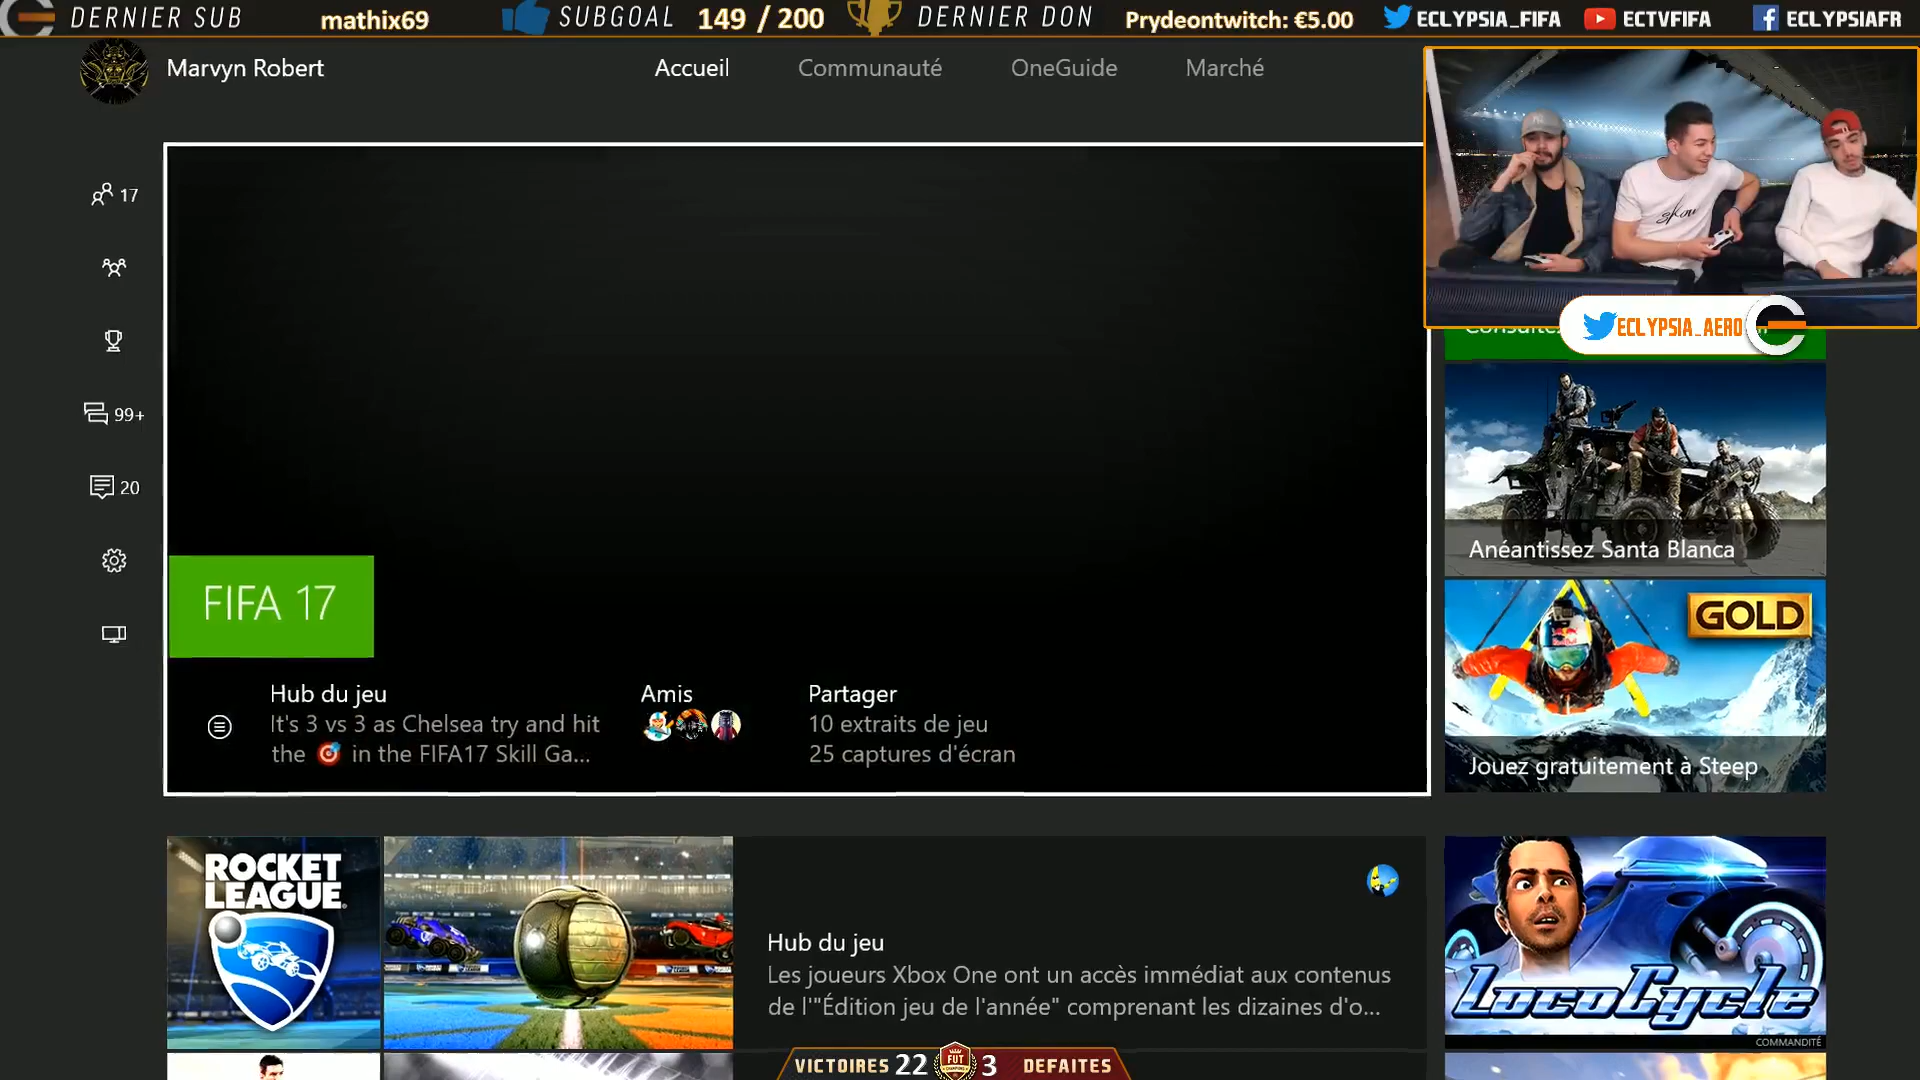 DERNIER SUB
mathix69
SUBGOAL
149 / 200
DERNIER DON
Prydeontwitch: €5.00
ECLYPSIA_FIFA
ECTVFIFA
ECLYPSIAFR
Marvyn Robert
Accueil
Communauté
OneGuide
Marché
17
99+
20
ECLYPSIA_AERO
FIFA 17
Hub du jeu
It's 3 vs 3 as Chelsea try and hit
the 🎯 in the FIFA17 Skill Ga...
Amis
Partager
10 extraits de jeu
25 captures d'écran
Anéantissez Santa Blanca
GOLD
Jouez gratuitement à Steep
ROCKET
LEAGUE
Hub du jeu
Les joueurs Xbox One ont un accès immédiat aux contenus
de l'"Édition jeu de l'année" comprenant les dizaines d'o...
LocoCycle
COMMANDITÉ
VICTOIRES 22 FUT 3 DEFAITES